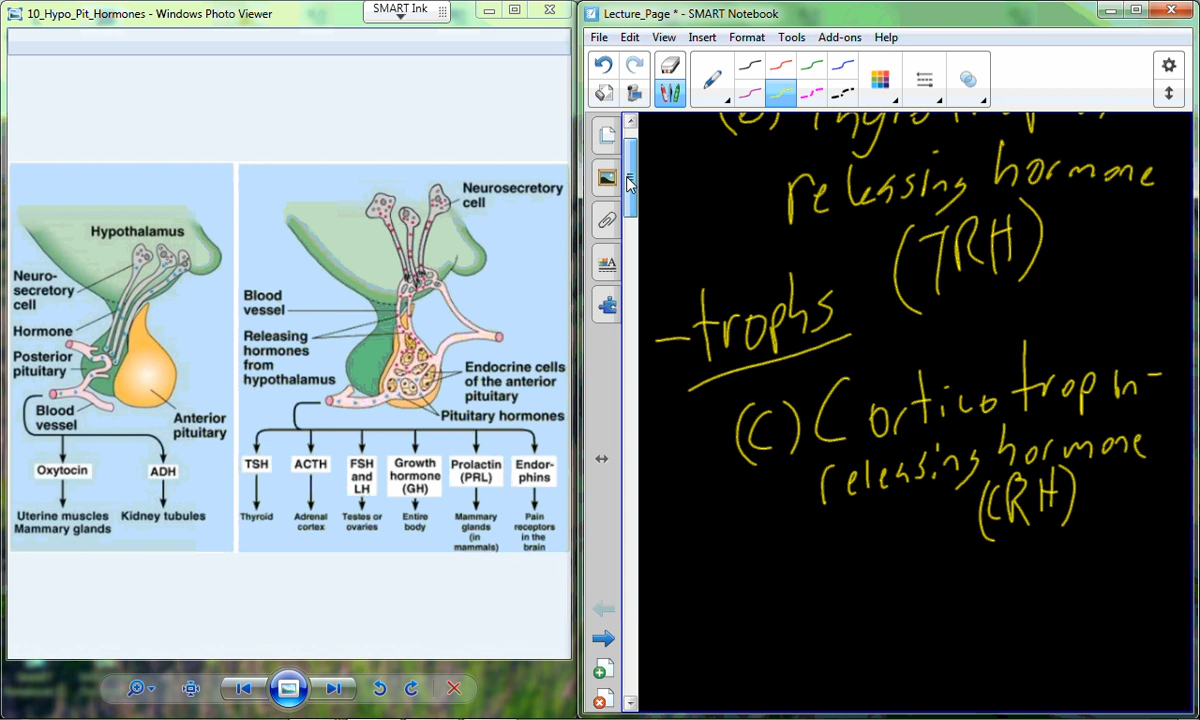 10_Hypo_Pit_Hormones - Windows Photo Viewer
SMART Ink
Lecture_Page * - SMART Notebook
File Edit View Insert Format Tools Add-ons Help
Hypothalamus
Neuro-
secretory
cell
Hormone
Posterior
pituitary
Blood
vessel
Anterior
pituitary
Oxytocin
ADH
Uterine muscles
Mammary glands
Kidney tubules
Neurosecretory
cell
Blood
vessel
Releasing
hormones
from
hypothalamus
Endocrine cells
of the anterior
pituitary
Pituitary hormones
TSH
ACTH
FSH
and
LH
Growth
hormone
(GH)
Prolactin
(PRL)
Endor-
phins
Thyroid
Adrenal
cortex
Testes or
ovaries
Entire
body
Mammary
glands
(in
mammals)
Pain
receptors
in the
brain
releasing hormone
(TRH)
-trophs
(C) Corticotropin-
releasing hormone
(CRH)